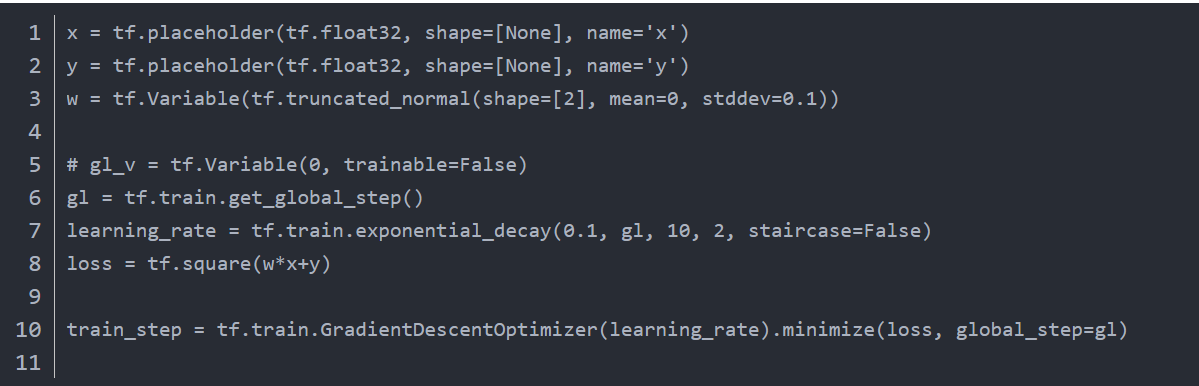 1 x = tf.placeholder(tf.float32, shape=[None], name='x')
2 y = tf.placeholder(tf.float32, shape=[None], name='y')
3 w = tf.Variable(tf.truncated_normal(shape=[2], mean=0, stddev=0.1))
4
5 # gl_v = tf.Variable(0, trainable=False)
6 gl = tf.train.get_global_step()
7 learning_rate = tf.train.exponential_decay(0.1, gl, 10, 2, staircase=False)
8 loss = tf.square(w*x+y)
9
10 train_step = tf.train.GradientDescentOptimizer(learning_rate).minimize(loss, global_step=gl)
11